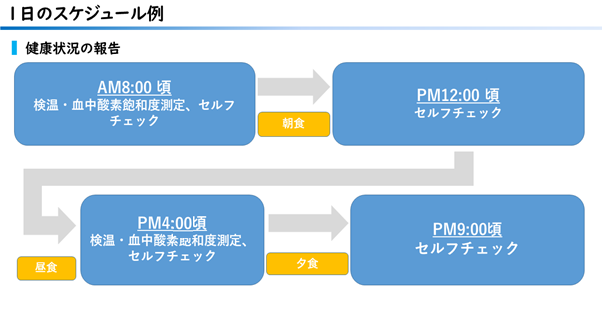 1日のスケジュール例
健康状況の報告
AM8:00 頃
検温・血中酸素飽和度測定、セルフ
チェック
朝食
PM12:00 頃
セルフチェック
昼食
PM4:00頃
検温・血中酸素飽和度測定、
セルフチェック
夕食
PM9:00頃
セルフチェック